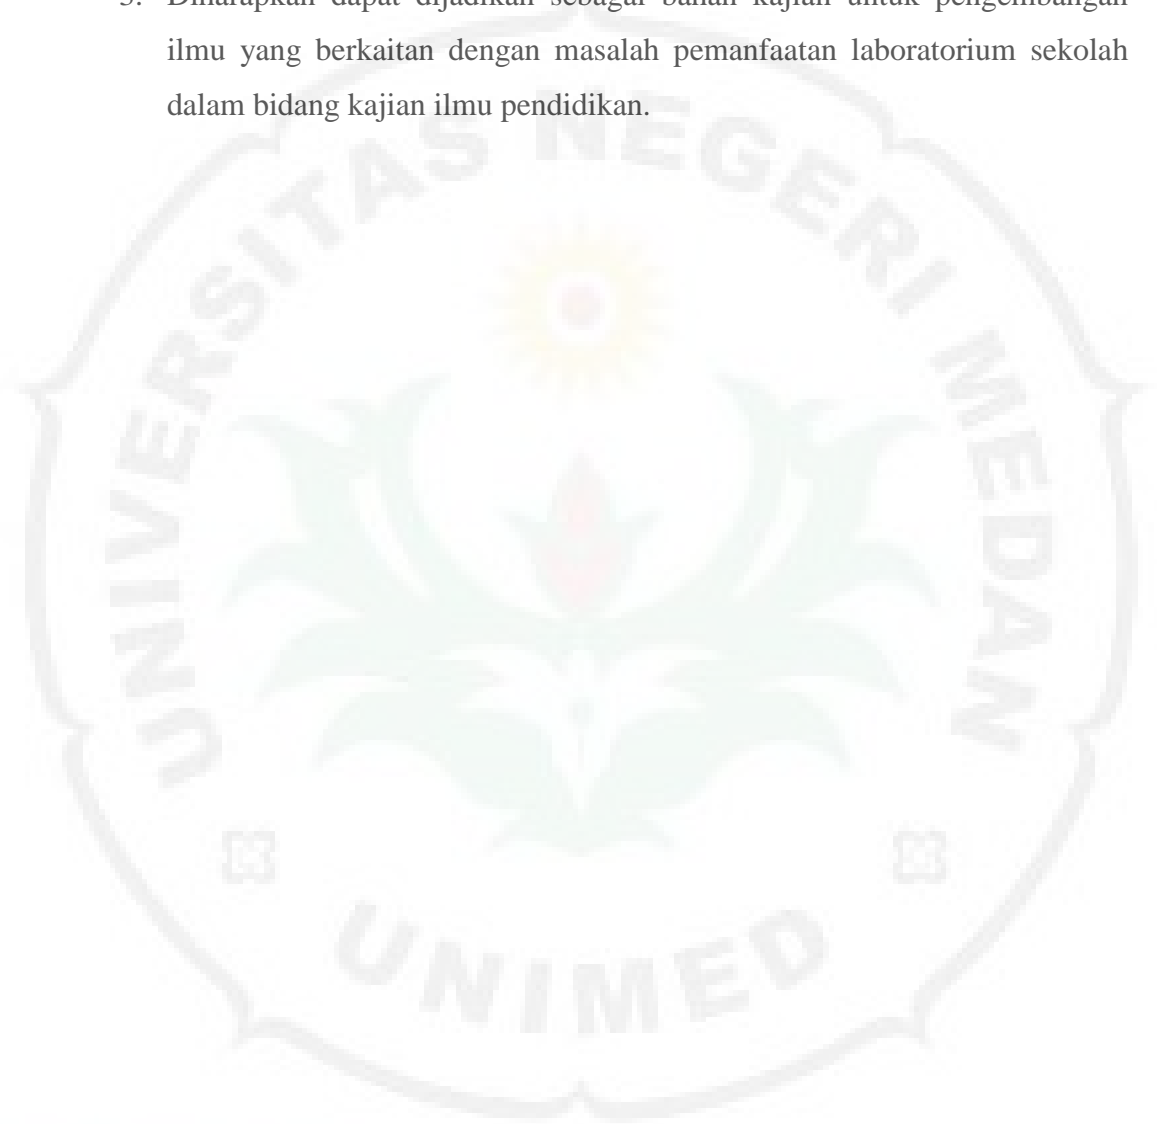 3. Diharapkan dapat dijadikan sebagai bahan kajian untuk pengembangan
ilmu yang berkaitan dengan masalah pemanfaatan laboratorium sekolah
dalam bidang kajian ilmu pendidikan.
UNIVERSITAS NEGERI MEDAN
UNIMED